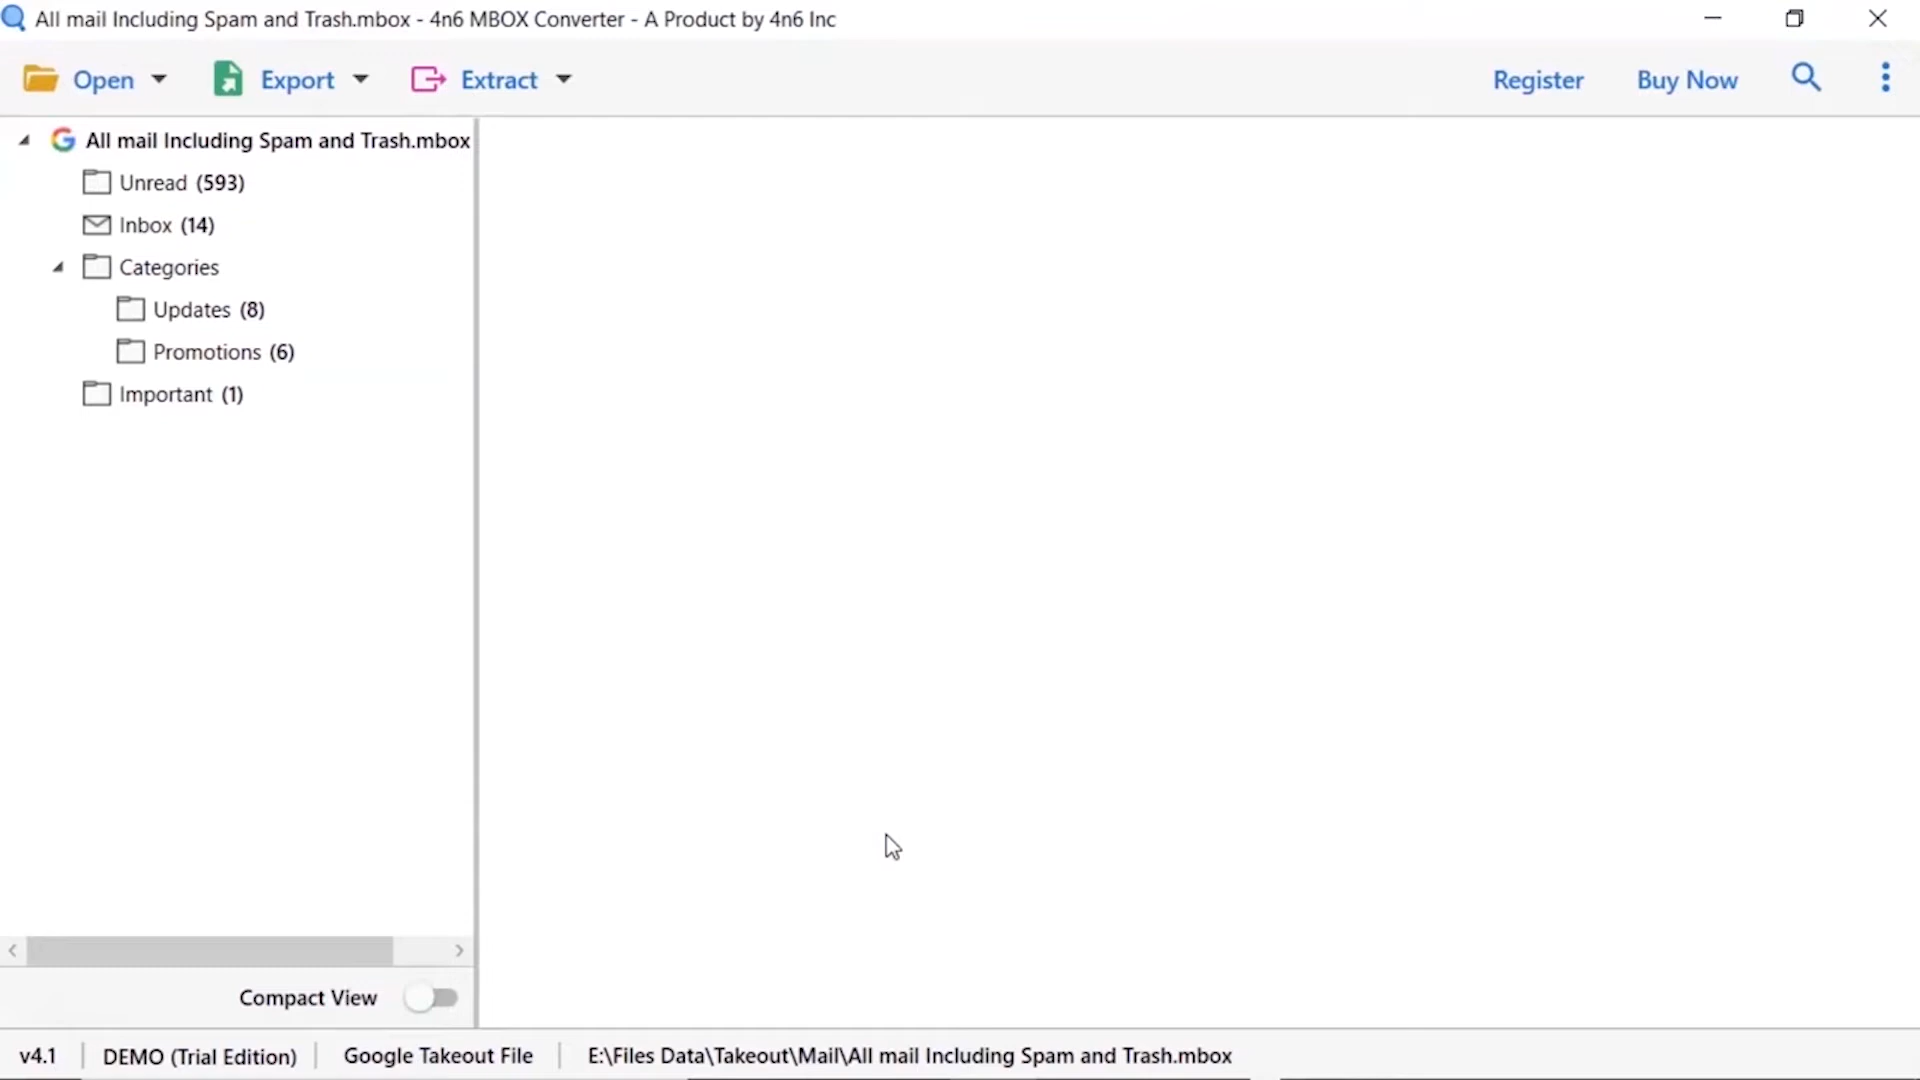 All mail Including Spam and Trash.mbox - 4n6 MBOX Converter - A Product by 4n6 Inc
Open Export Extract Register Buy Now
All mail Including Spam and Trash.mbox
Unread (593)
Inbox (14)
Categories
Updates (8)
Promotions (6)
Important (1)
Compact View
v4.1 DEMO (Trial Edition) Google Takeout File E:\Files Data\Takeout\Mail\All mail Including Spam and Trash.mbox